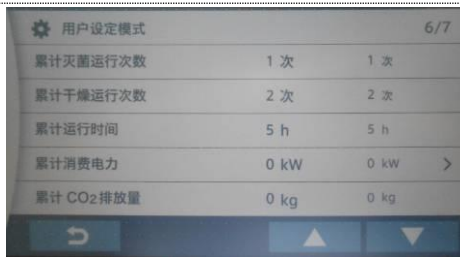 用户设定模式 6/7
累计灭菌运行次数 1 次 1 次
累计干燥运行次数 2 次 2 次
累计运行时间 5 h 5 h
累计消费电力 0 kW 0 kW >
累计 CO2排放量 0 kg 0 kg